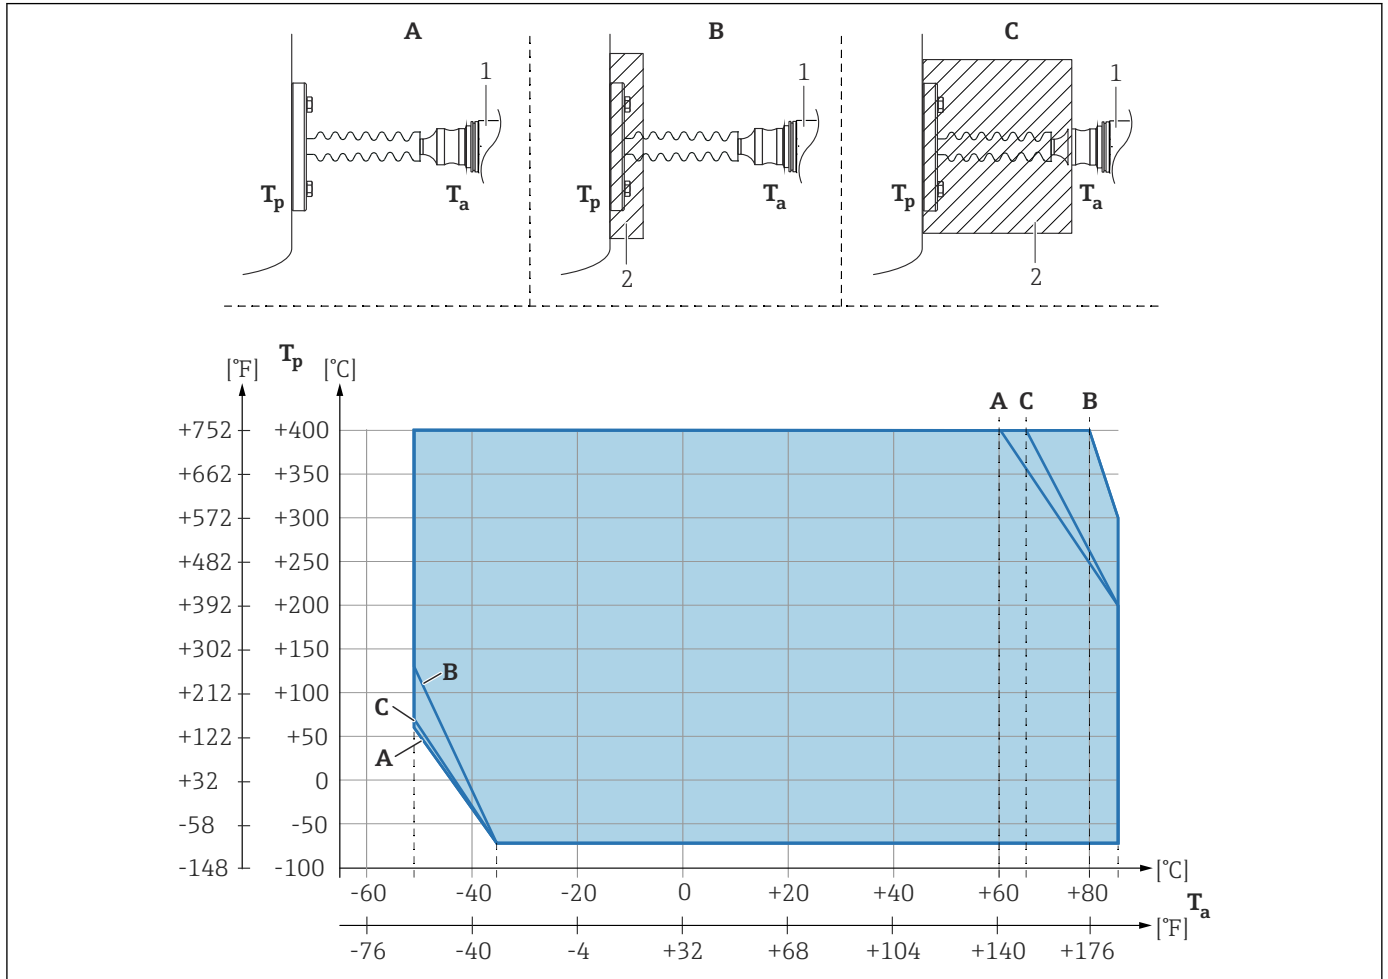 A B C
1 1 1
Tp Ta Tp Ta Tp Ta
2 2
Tp
[°F] [°C]
A C B
+752 +400
+662 +350
+572 +300
+482 +250
+392 +200
+302 +150
B
+212 +100
C
+122 +50
A
+32 0
-58 -50
-148 -100
[°C]
-60 -40 -20 0 +20 +40 +60 +80
Ta
[°F]
-76 -40 -4 +32 +68 +104 +140 +176